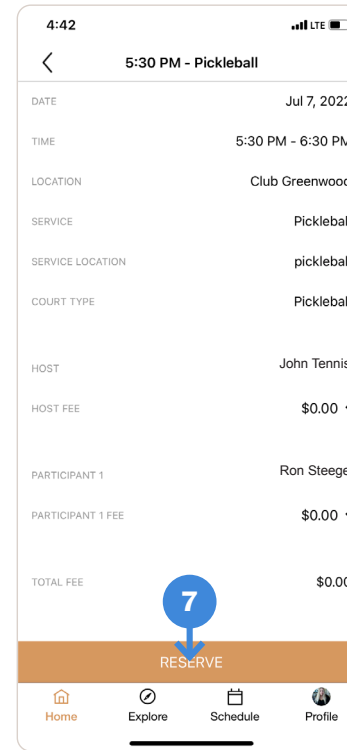 4:42 LTE
5:30 PM - Pickleball
DATE Jul 7, 2022
TIME 5:30 PM - 6:30 PM
LOCATION Club Greenwood
SERVICE Pickleball
SERVICE LOCATION pickleball
COURT TYPE Pickleball
HOST John Tennis
HOST FEE $0.00
PARTICIPANT 1 Ron Steege
PARTICIPANT 1 FEE $0.00
TOTAL FEE $0.00
7
RESERVE
Home Explore Schedule Profile